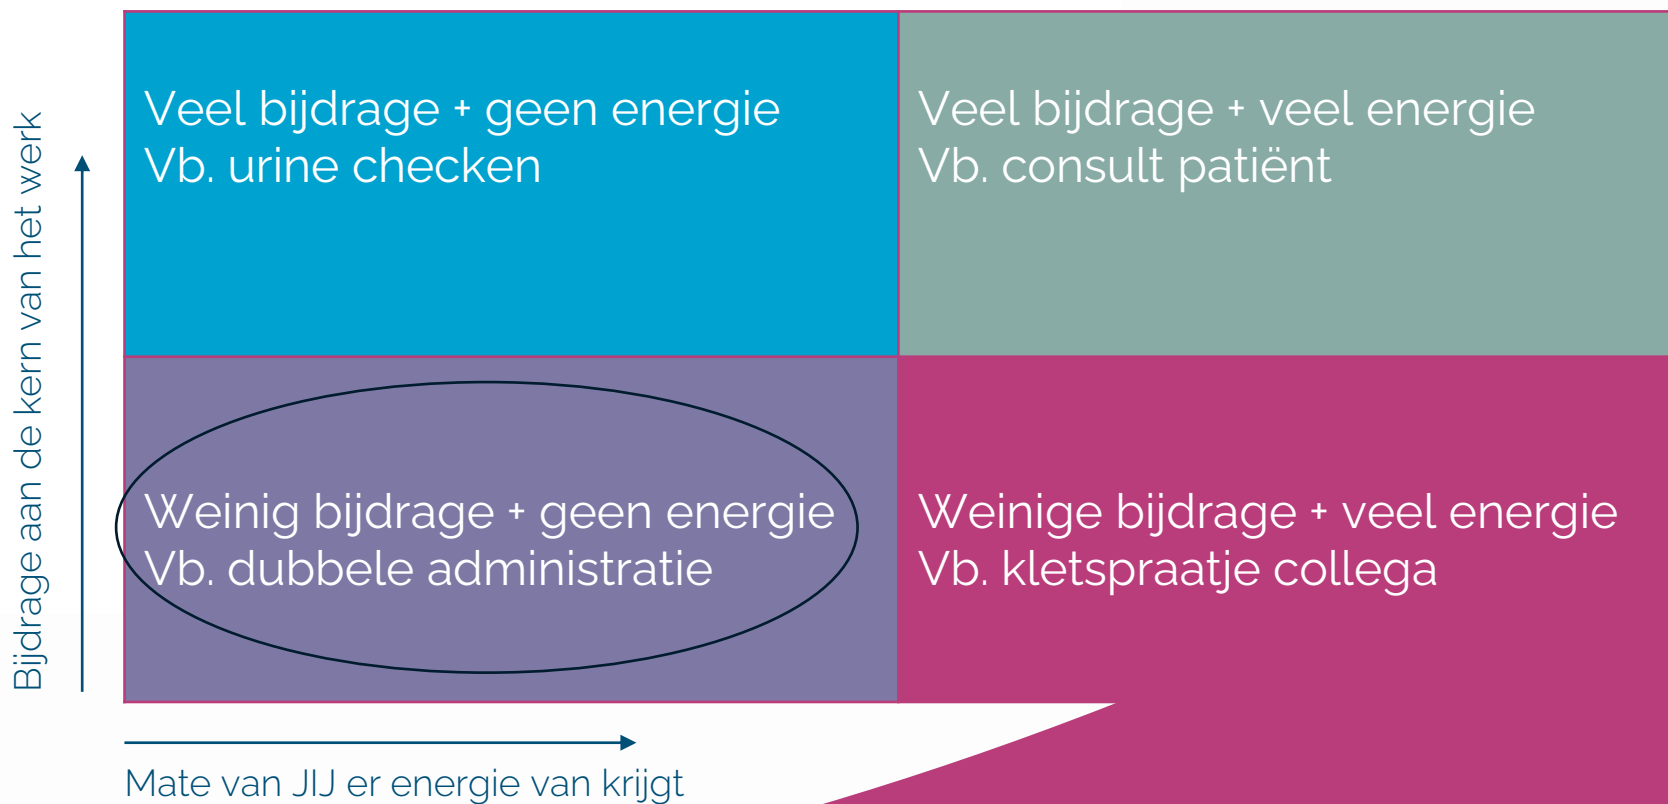 Bijdrage aan de kern van het werk
Veel bijdrage + geen energie
Vb. urine checken
Veel bijdrage + veel energie
Vb. consult patiënt
Weinig bijdrage + geen energie
Vb. dubbele administratie
Weinige bijdrage + veel energie
Vb. kletspraatje collega
Mate van JIJ er energie van krijgt